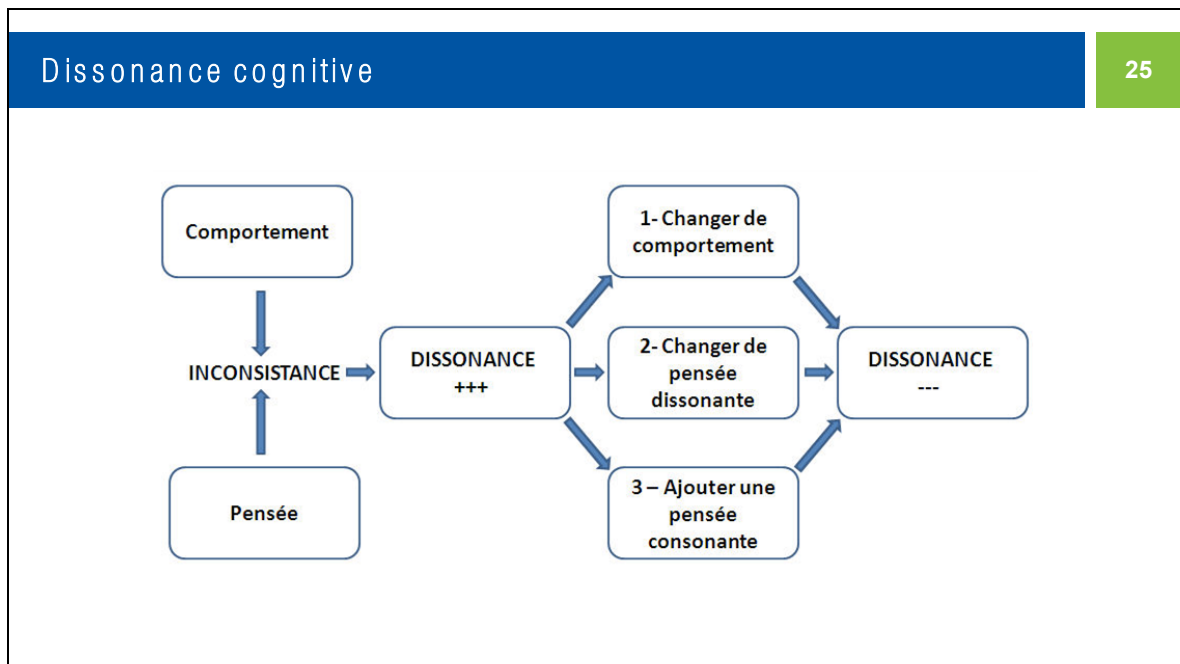 Dissonance cognitive
25
Comportement
INCONSISTANCE
Pensée
DISSONANCE
+++
1- Changer de
comportement
2- Changer de
pensée
dissonante
3 – Ajouter une
pensée
consonante
DISSONANCE
---